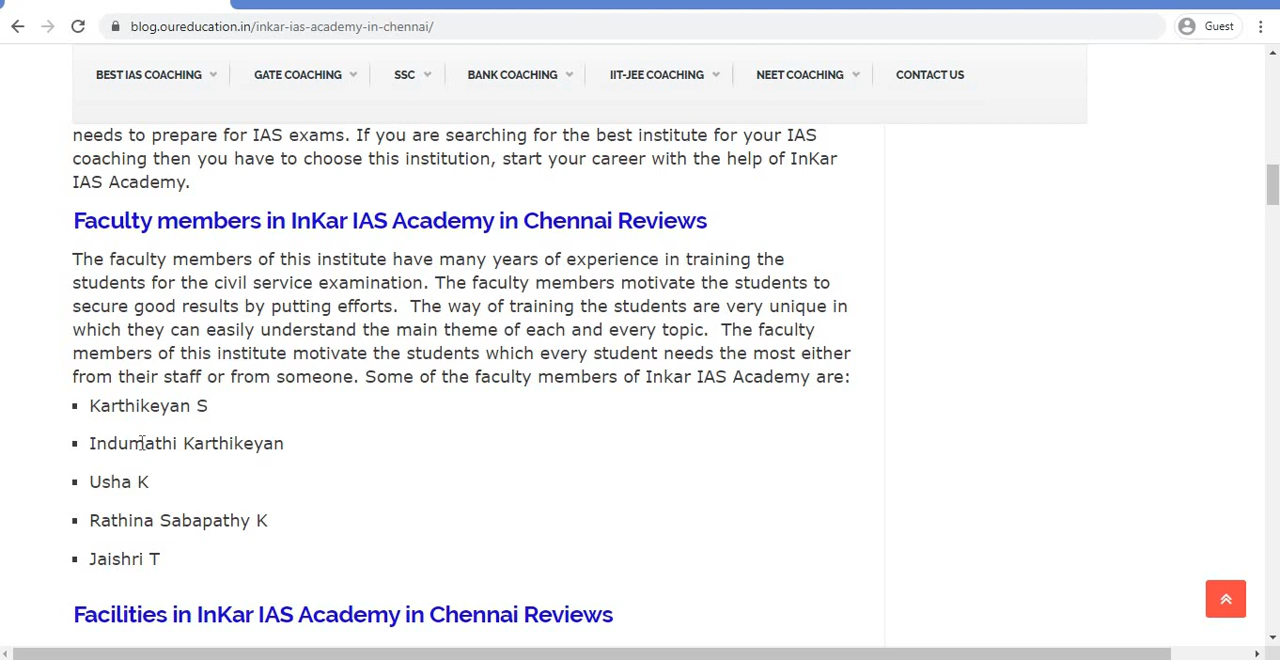 blog.oureducation.in/inkar-ias-academy-in-chennai/
Guest
BEST IAS COACHING GATE COACHING SSC BANK COACHING IIT-JEE COACHING NEET COACHING CONTACT US
needs to prepare for IAS exams. If you are searching for the best institute for your IAS
coaching then you have to choose this institution, start your career with the help of InKar
IAS Academy.
Faculty members in InKar IAS Academy in Chennai Reviews
The faculty members of this institute have many years of experience in training the
students for the civil service examination. The faculty members motivate the students to
secure good results by putting efforts.  The way of training the students are very unique in
which they can easily understand the main theme of each and every topic.  The faculty
members of this institute motivate the students which every student needs the most either
from their staff or from someone. Some of the faculty members of Inkar IAS Academy are:
▪ Karthikeyan S
▪ Indumathi Karthikeyan
▪ Usha K
▪ Rathina Sabapathy K
▪ Jaishri T
Facilities in InKar IAS Academy in Chennai Reviews